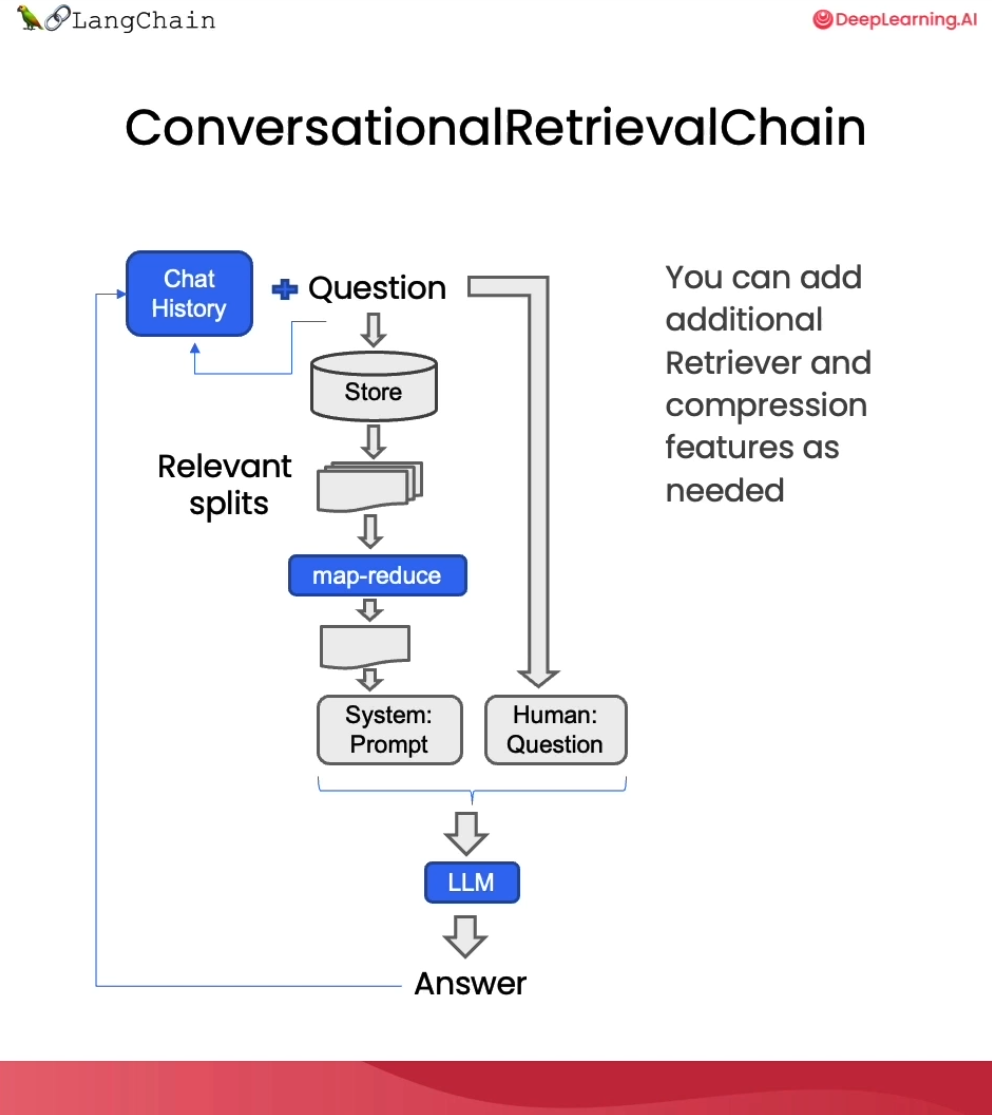 LangChain
DeepLearning.AI
ConversationalRetrievalChain
Chat
History
+ Question
You can add
additional
Retriever and
compression
features as
needed
Store
Relevant
splits
map-reduce
System:
Prompt
Human:
Question
LLM
Answer